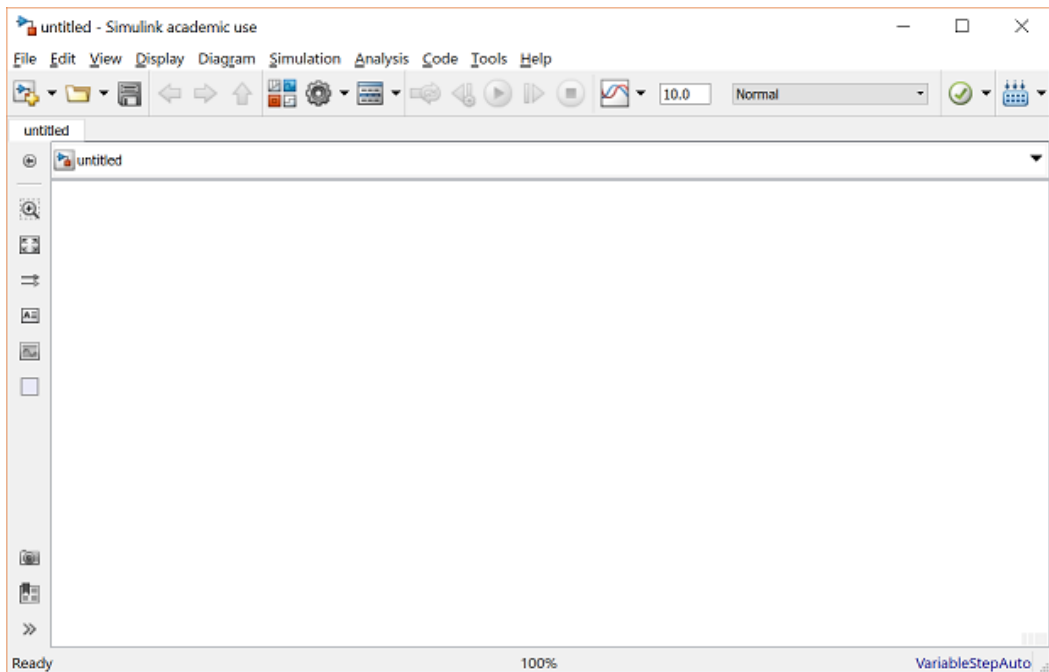 untitled - Simulink academic use
File Edit View Display Diagram Simulation Analysis Code Tools Help
10.0 Normal
untitled
untitled
Ready 100% VariableStepAuto